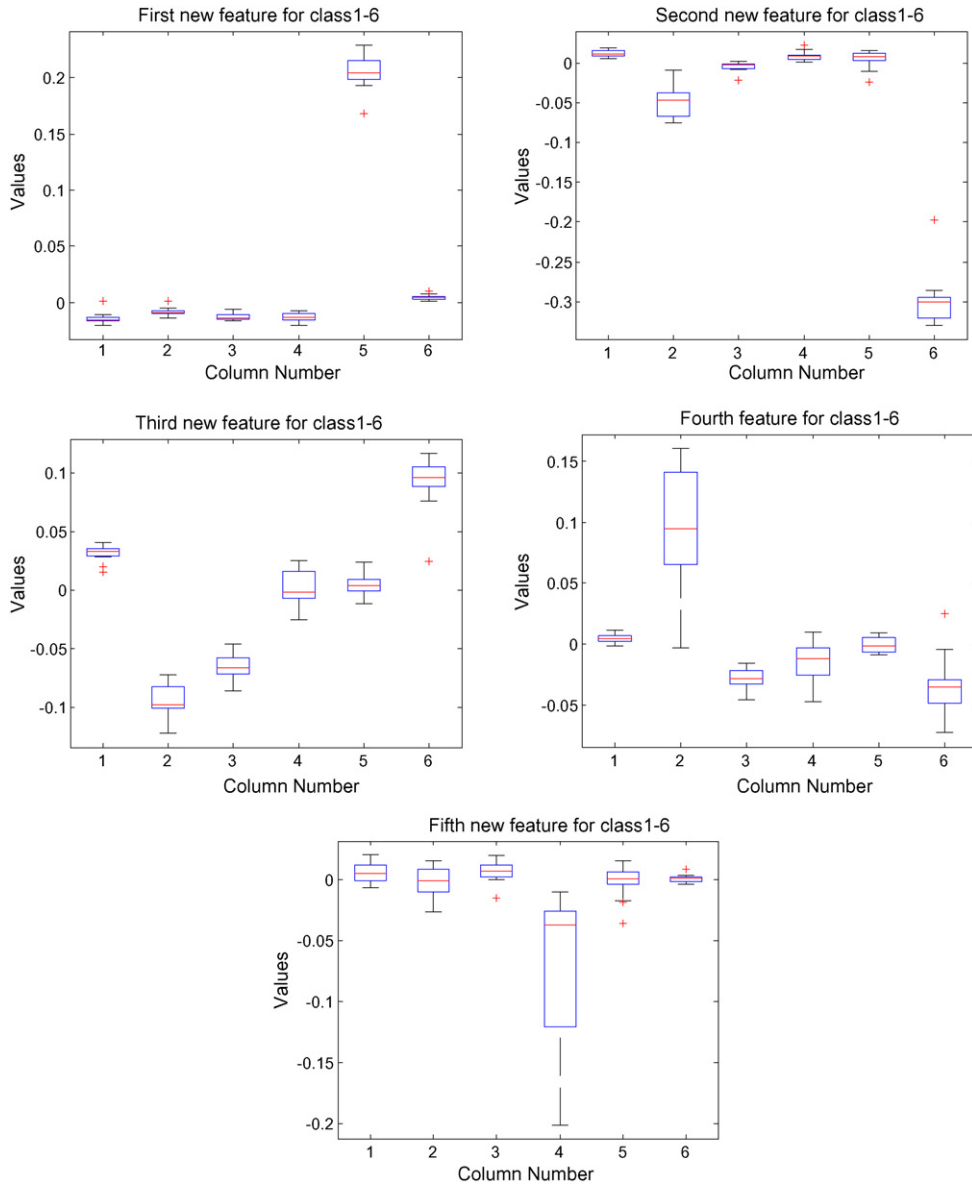 First new feature for class1-6
0.2
0.15
0.1
0.05
0
Values
1 2 3 4 5 6
Column Number
Second new feature for class1-6
0
-0.05
-0.1
-0.15
-0.2
-0.25
-0.3
Values
1 2 3 4 5 6
Column Number
Third new feature for class1-6
0.1
0.05
0
-0.05
-0.1
Values
1 2 3 4 5 6
Column Number
Fourth feature for class1-6
0.15
0.1
0.05
0
-0.05
Values
1 2 3 4 5 6
Column Number
Fifth new feature for class1-6
0
-0.05
-0.1
-0.15
-0.2
Values
1 2 3 4 5 6
Column Number